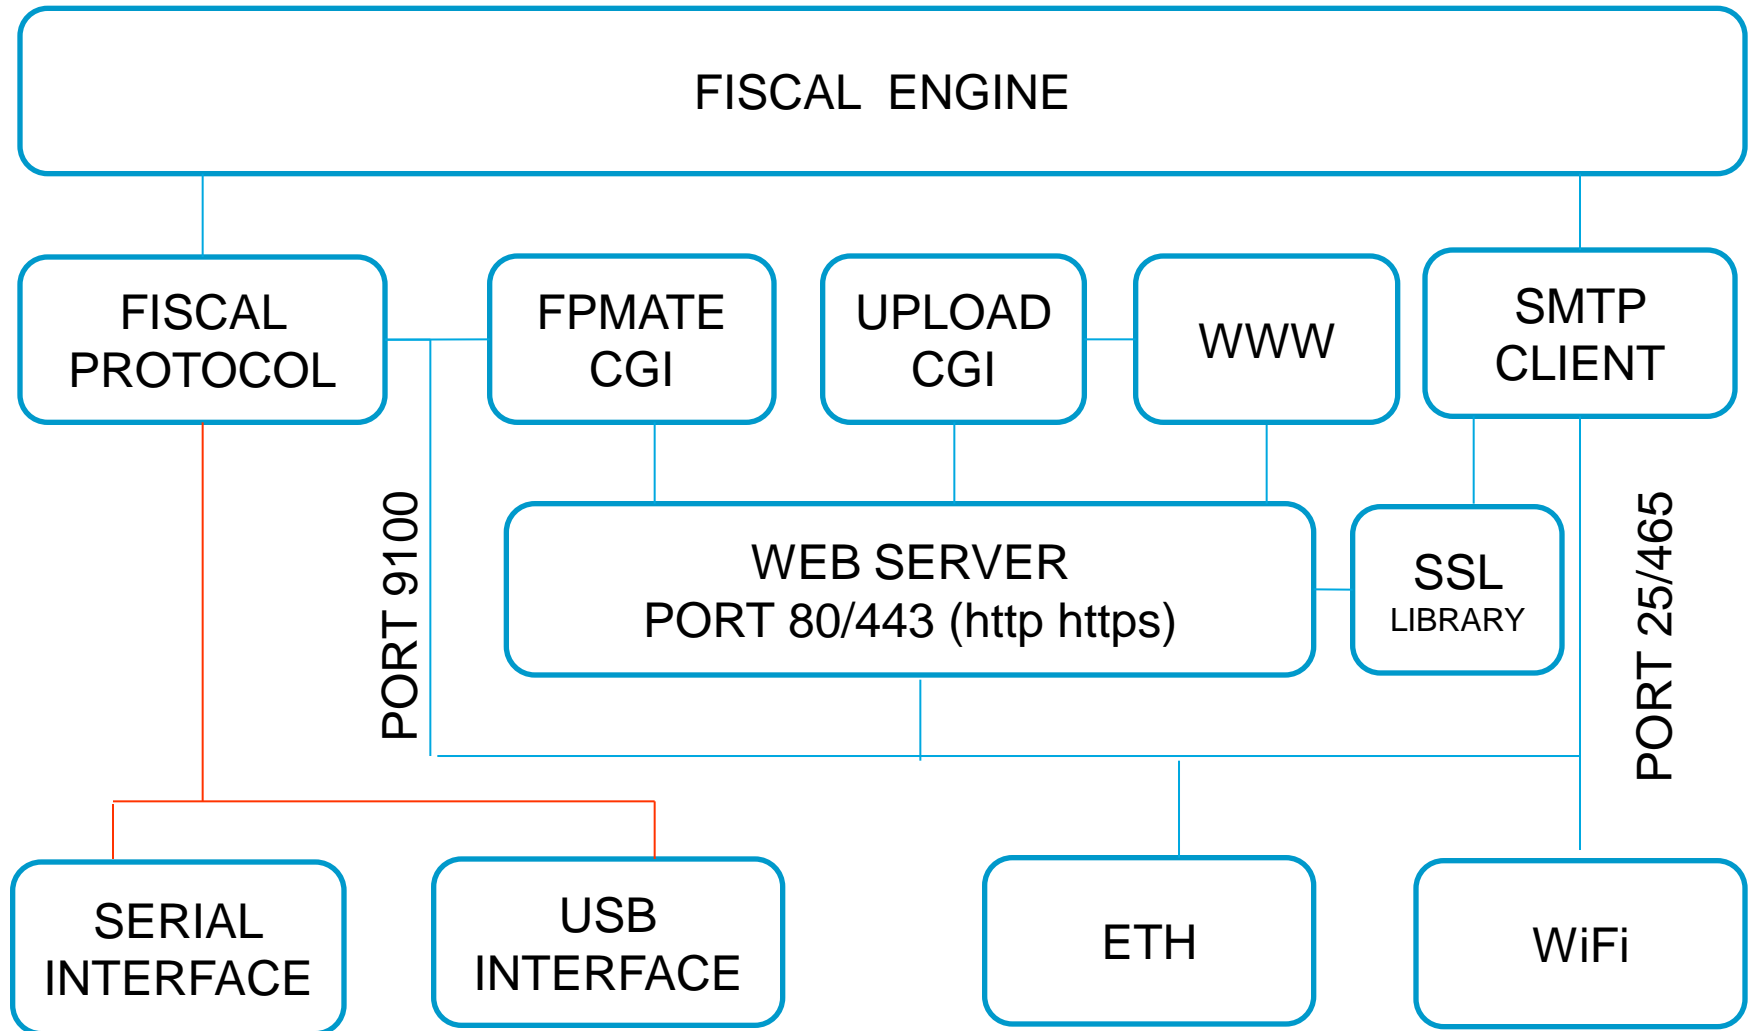 FISCAL ENGINE
FISCAL
PROTOCOL
FPMATE
CGI
UPLOAD
CGI
WWW
SMTP
CLIENT
PORT 9100
WEB SERVER
PORT 80/443 (http https)
SSL
LIBRARY
PORT 25/465
SERIAL
INTERFACE
USB
INTERFACE
ETH
WiFi